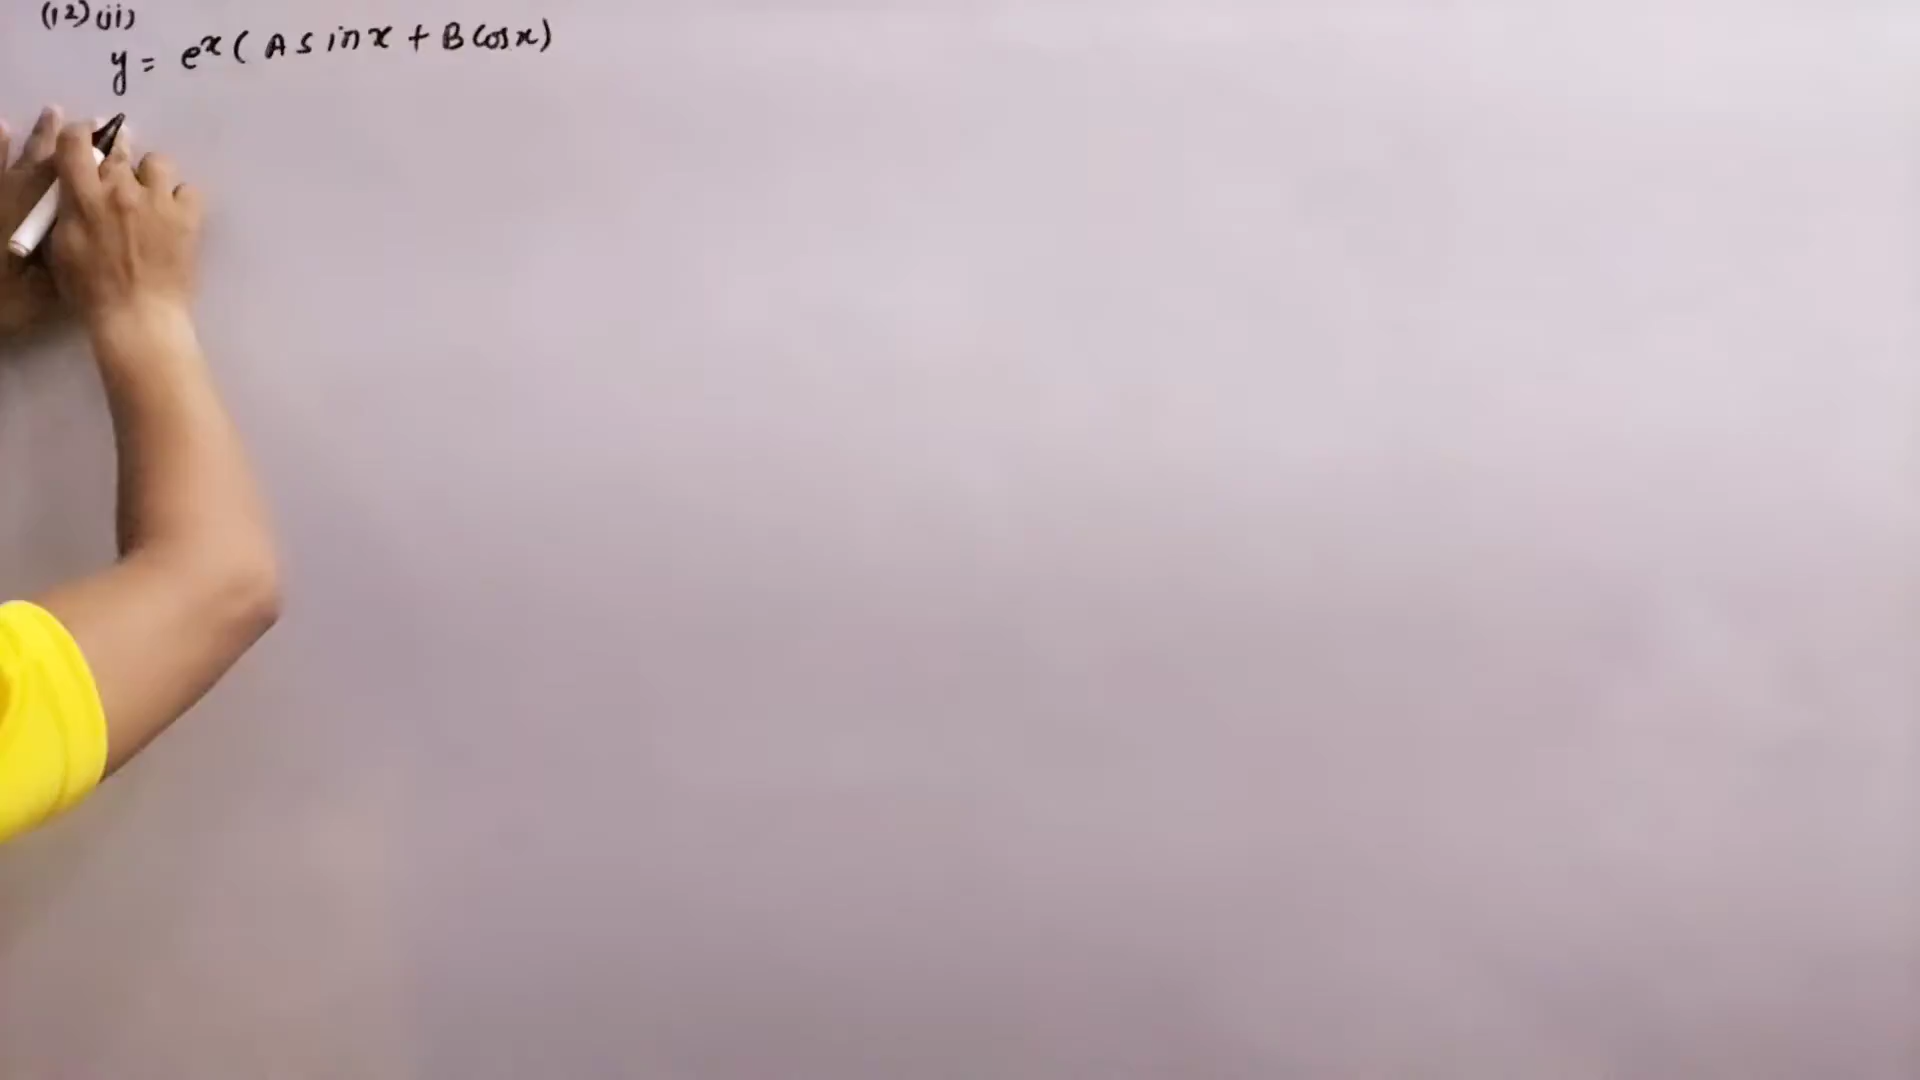 (12) (ii)
y = e^x ( A sin x + B cos x )